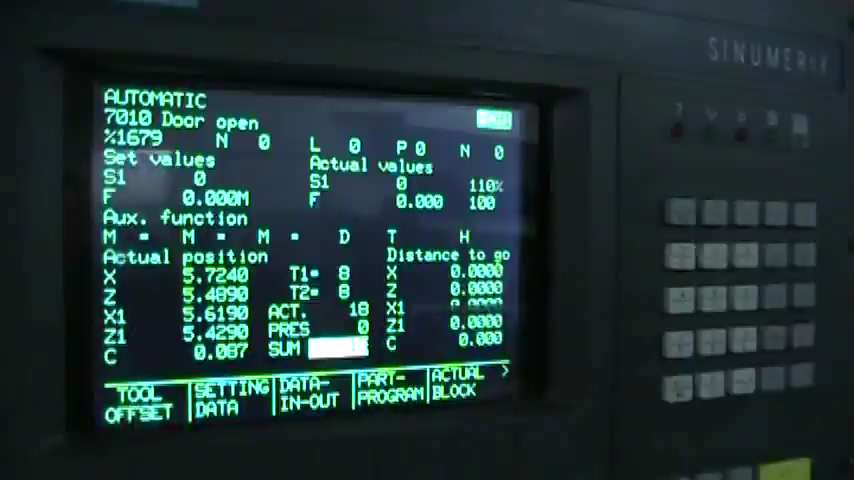 SINUMERIK
AUTOMATIC
7010 Door open
%1679 N 0 L 0 P 0 N 0
Set values Actual values
S1 0 S1 0 110%
F 0.000M F 0.000 100
Aux. function
M = M = M = D T H
Actual position Distance to go
X 5.7240 T1= 8 X 0.0000
Z 5.4890 T2= 8 Z 0.0000
X1 5.6190 ACT. 18 X1 0.0000
Z1 5.4290 PRES 0 Z1 0.0000
C 0.087 SUM C 0.000
TOOL OFFSET SETTING DATA DATA-IN-OUT PART-PROGRAM ACTUAL BLOCK >